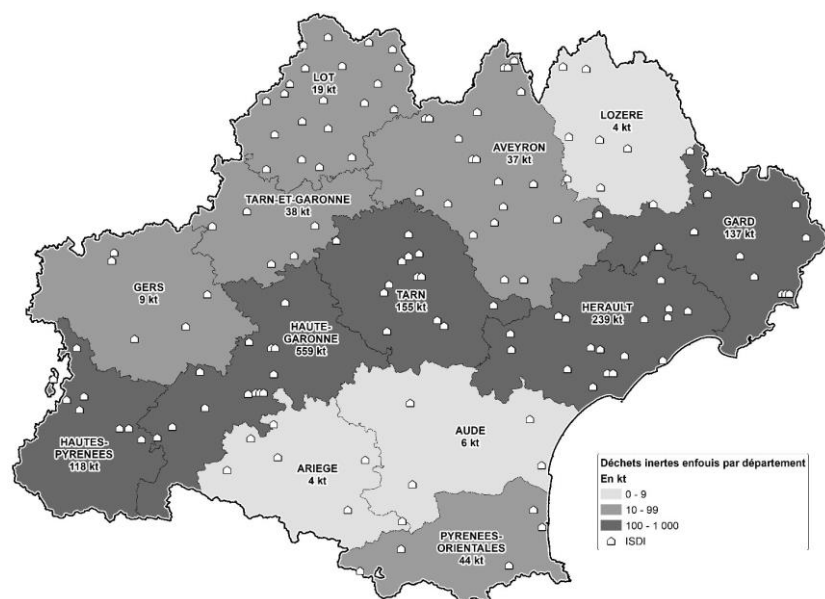 LOT
19 kt
LOZERE
4 kt
AVEYRON
37 kt
TARN-ET-GARONNE
38 kt
GARD
137 kt
GERS
9 kt
TARN
155 kt
HERAULT
239 kt
HAUTE-
GARONNE
559 kt
AUDE
6 kt
HAUTES-
PYRENEES
118 kt
ARIEGE
4 kt
PYRENEES-
ORIENTALES
44 kt
Déchets inertes enfouis par département
En kt
0 - 9
10 - 99
100 - 1 000
ISDI